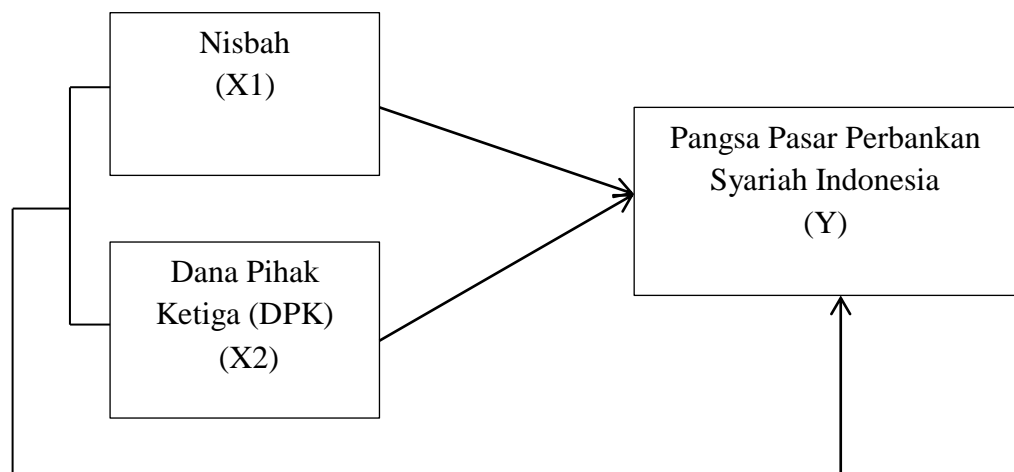 Nisbah
(X1)
Pangsa Pasar Perbankan
Syariah Indonesia
(Y)
Dana Pihak
Ketiga (DPK)
(X2)